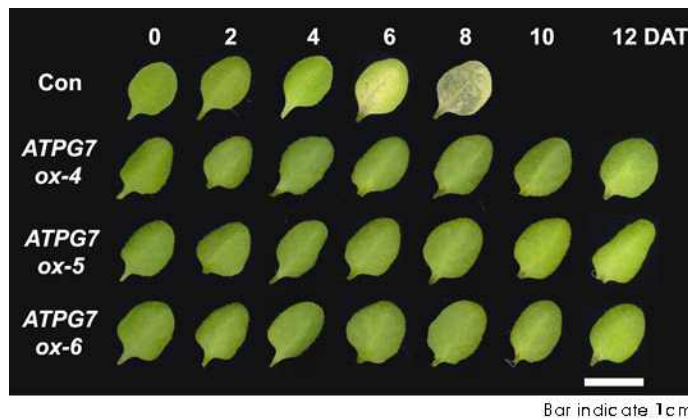 0 2 4 6 8 10 12 DAT
Con
ATPG7
ox-4
ATPG7
ox-5
ATPG7
ox-6
Bar indicate 1cm